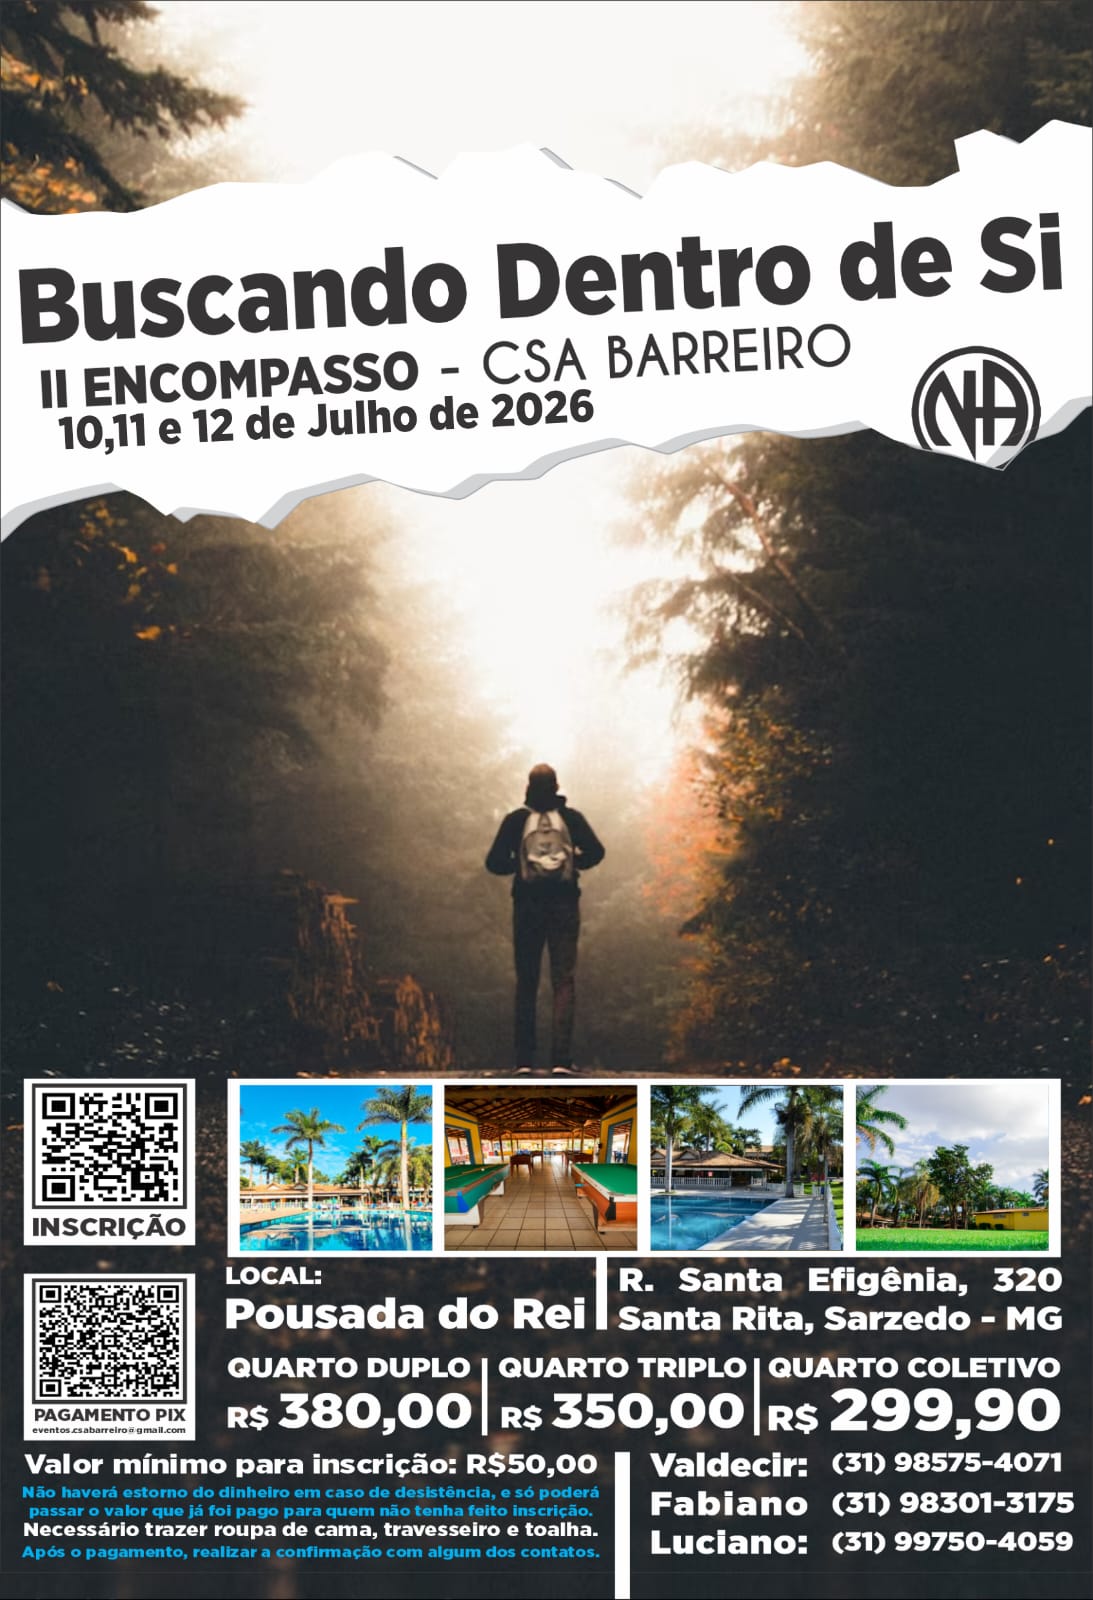 Buscando Dentro de Si
II ENCOMPASSO - CSA BARREIRO
10,11 e 12 de Julho de 2026
NA
INSCRIÇÃO
PAGAMENTO PIX
eventos.csabarreiro@gmail.com
LOCAL:
Pousada do Rei
R. Santa Efigênia, 320
Santa Rita, Sarzedo - MG
QUARTO DUPLO
R$ 380,00
QUARTO TRIPLO
R$ 350,00
QUARTO COLETIVO
R$ 299,90
Valor mínimo para inscrição: R$50,00
Não haverá estorno do dinheiro em caso de desistência, e só poderá
passar o valor que já foi pago para quem não tenha feito inscrição.
Necessário trazer roupa de cama, travesseiro e toalha.
Após o pagamento, realizar a confirmação com algum dos contatos.
Valdecir: (31) 98575-4071
Fabiano (31) 98301-3175
Luciano: (31) 99750-4059